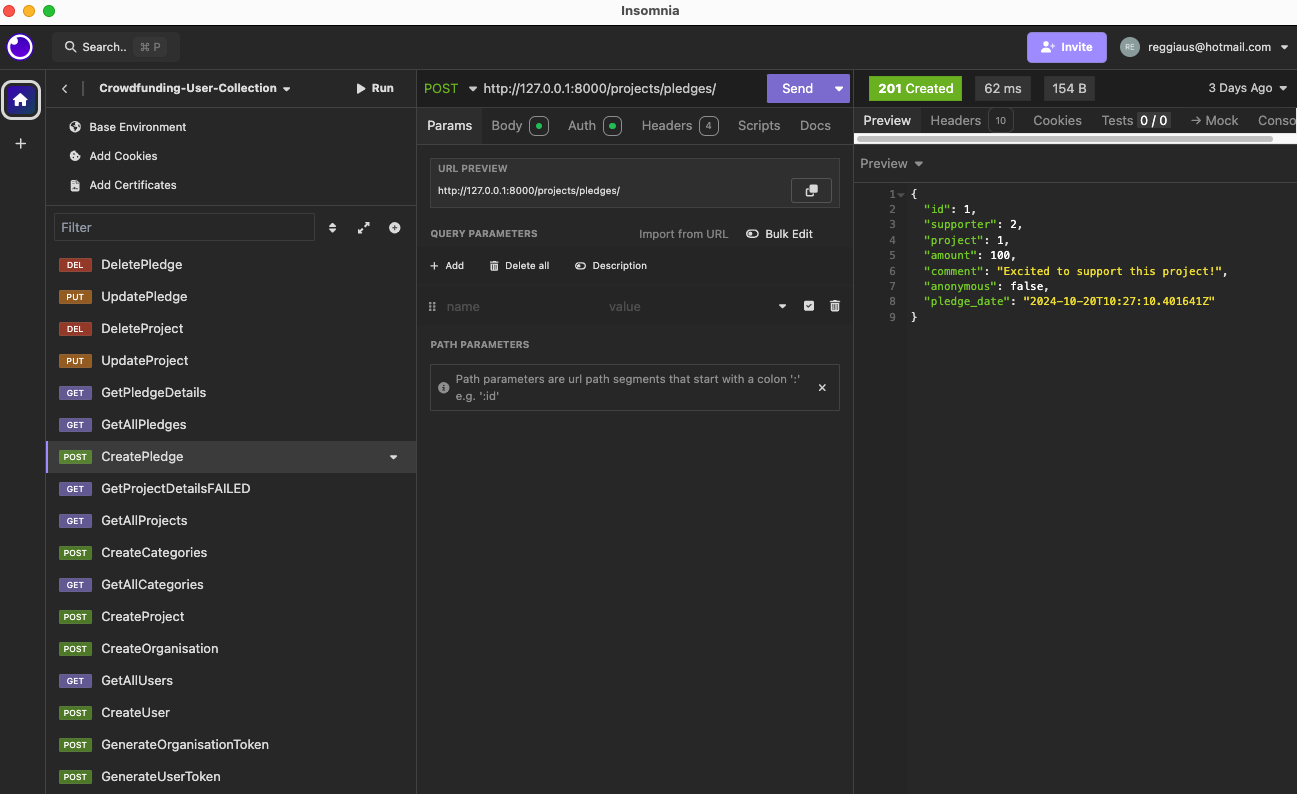 Insomnia
Search.. ⌘ P
Invite
RE reggiaus@hotmail.com
Crowdfunding-User-Collection
Run
Base Environment
Add Cookies
Add Certificates
Filter
DEL DeletePledge
PUT UpdatePledge
DEL DeleteProject
PUT UpdateProject
GET GetPledgeDetails
GET GetAllPledges
POST CreatePledge
GET GetProjectDetailsFAILED
GET GetAllProjects
POST CreateCategories
GET GetAllCategories
POST CreateProject
POST CreateOrganisation
GET GetAllUsers
POST CreateUser
POST GenerateOrganisationToken
POST GenerateUserToken
POST http://127.0.0.1:8000/projects/pledges/ Send
Params Body Auth Headers 4 Scripts Docs
URL PREVIEW
http://127.0.0.1:8000/projects/pledges/
QUERY PARAMETERS Import from URL Bulk Edit
+ Add Delete all Description
name value
PATH PARAMETERS
Path parameters are url path segments that start with a colon ':'
e.g. ':id'
201 Created 62 ms 154 B 3 Days Ago
Preview Headers 10 Cookies Tests 0 / 0 → Mock Conso
Preview
1 {
2 "id": 1,
3 "supporter": 2,
4 "project": 1,
5 "amount": 100,
6 "comment": "Excited to support this project!",
7 "anonymous": false,
8 "pledge_date": "2024-10-20T10:27:10.401641Z"
9 }